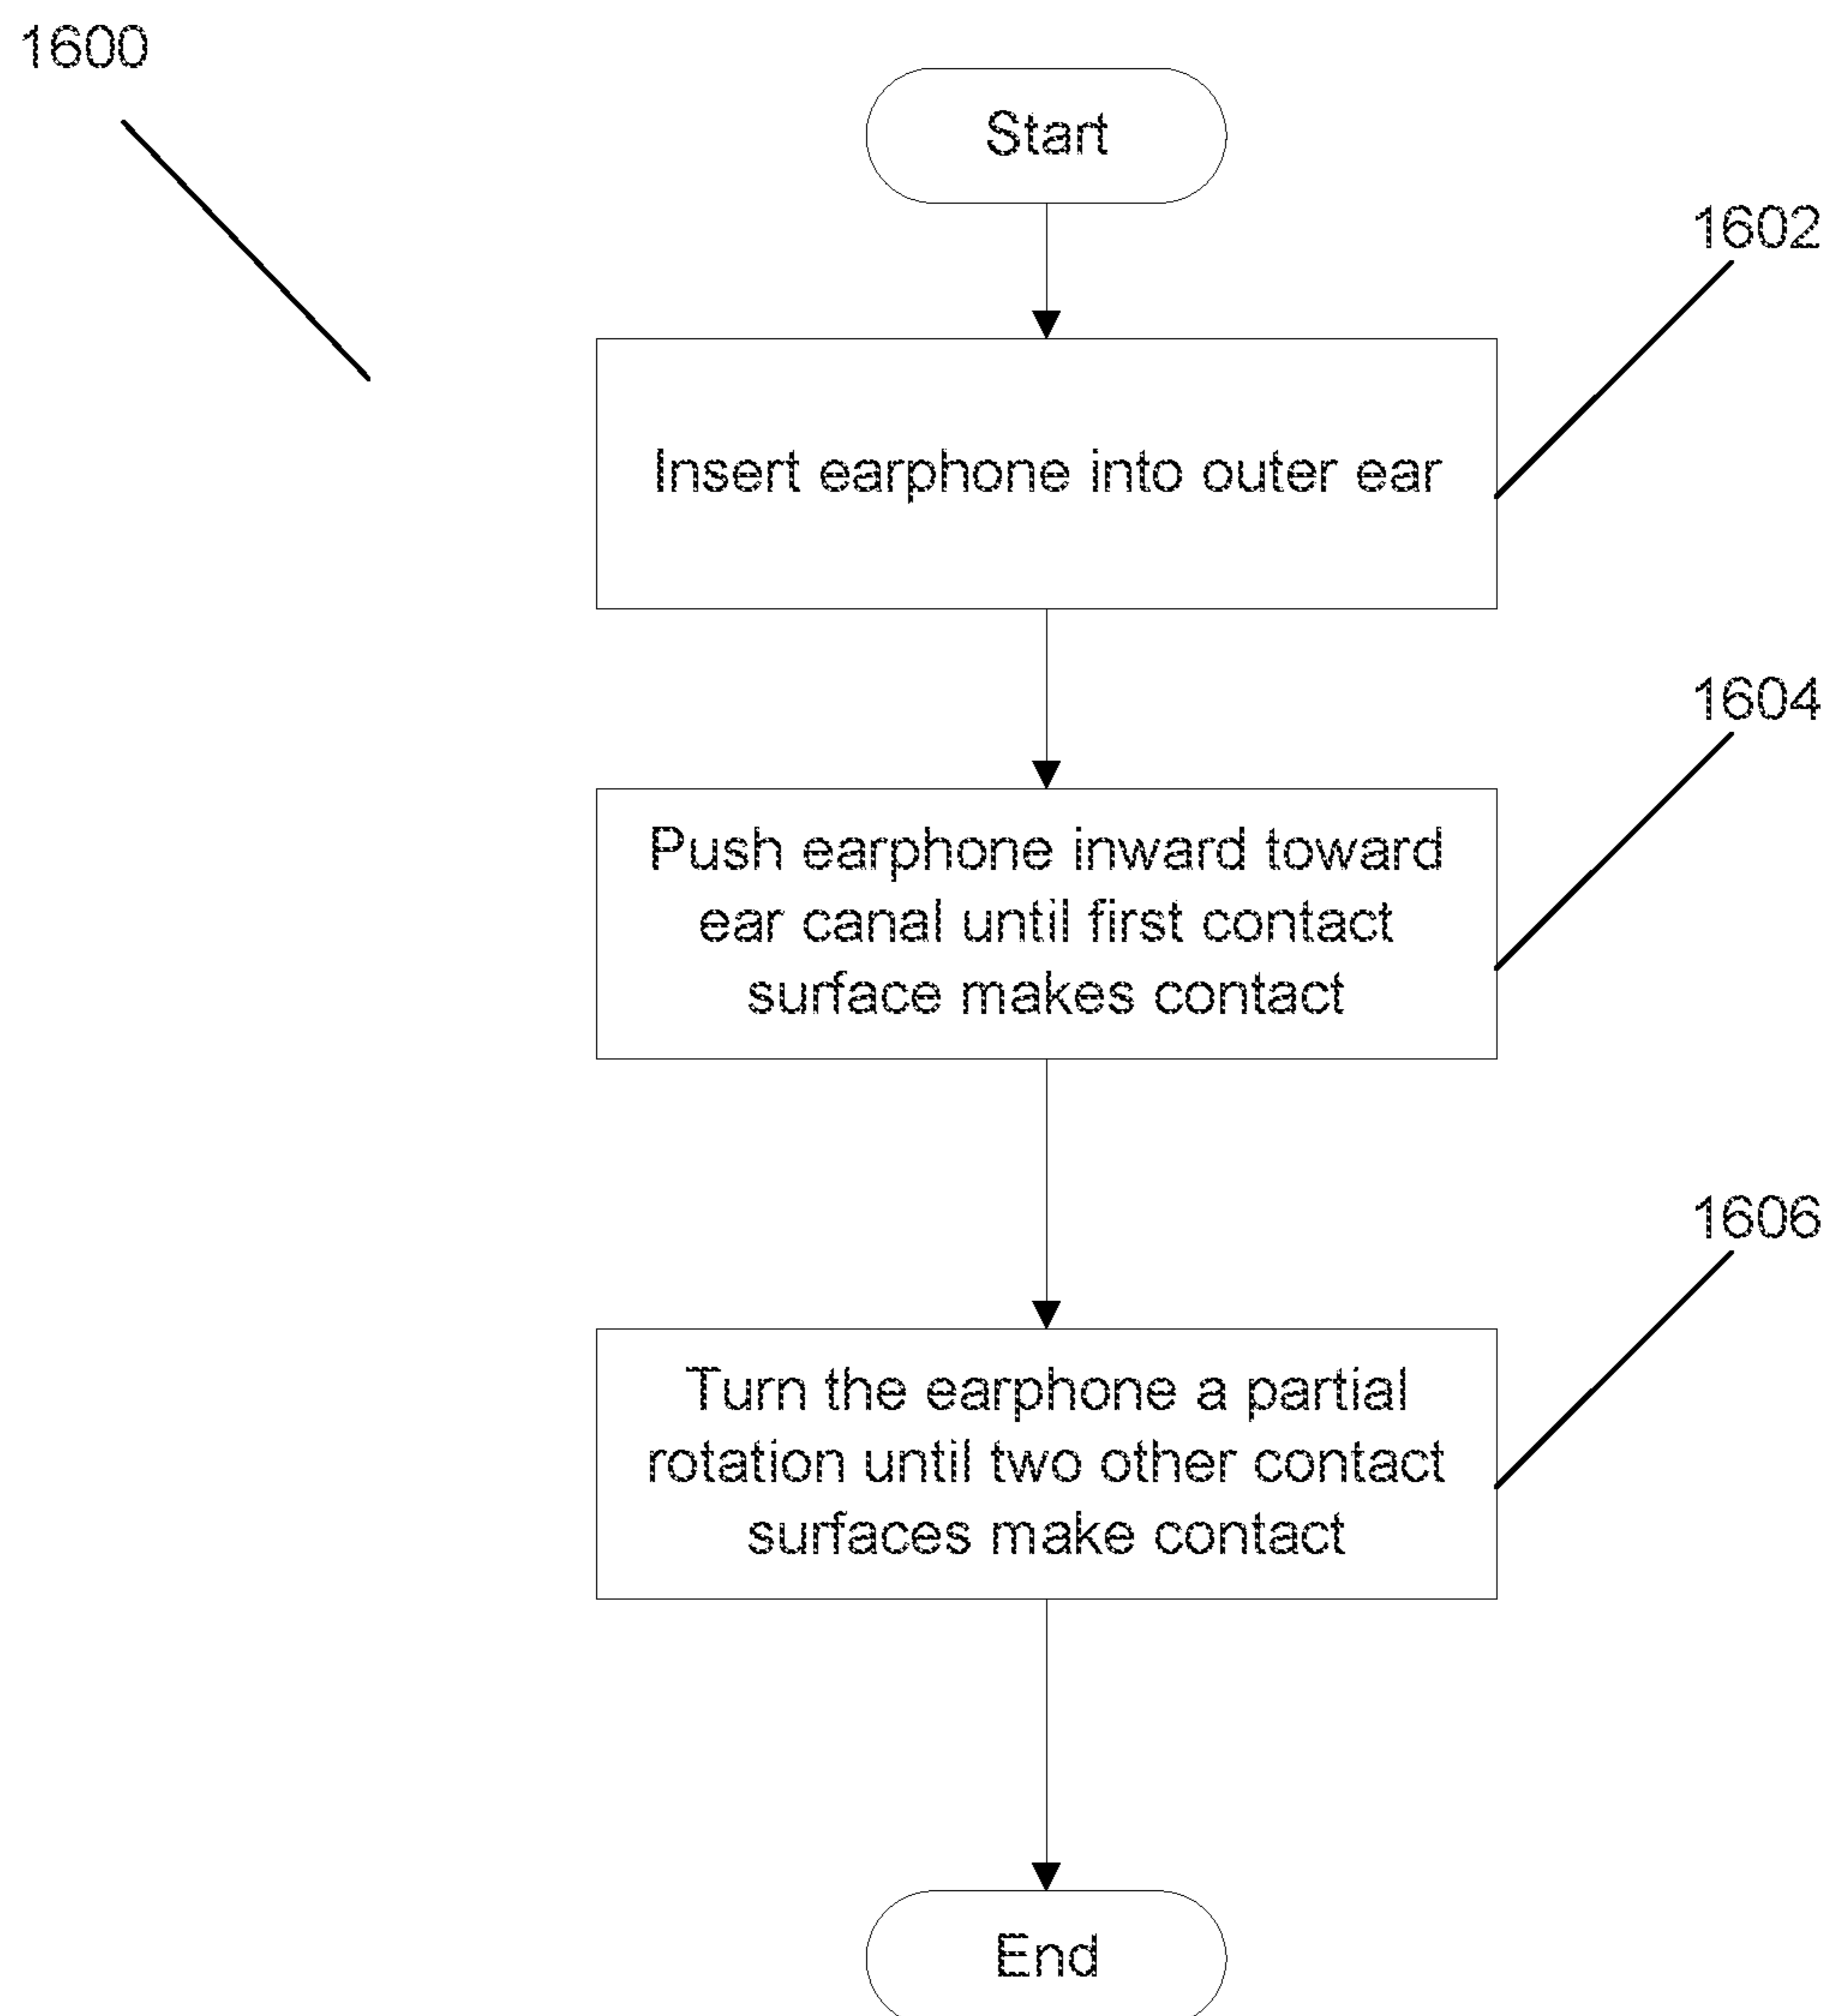 1600
Start
1602
Insert earphone into outer ear
1604
Push earphone inward toward
ear canal until first contact
surface makes contact
1606
Turn the earphone a partial
rotation until two other contact
surfaces make contact
End